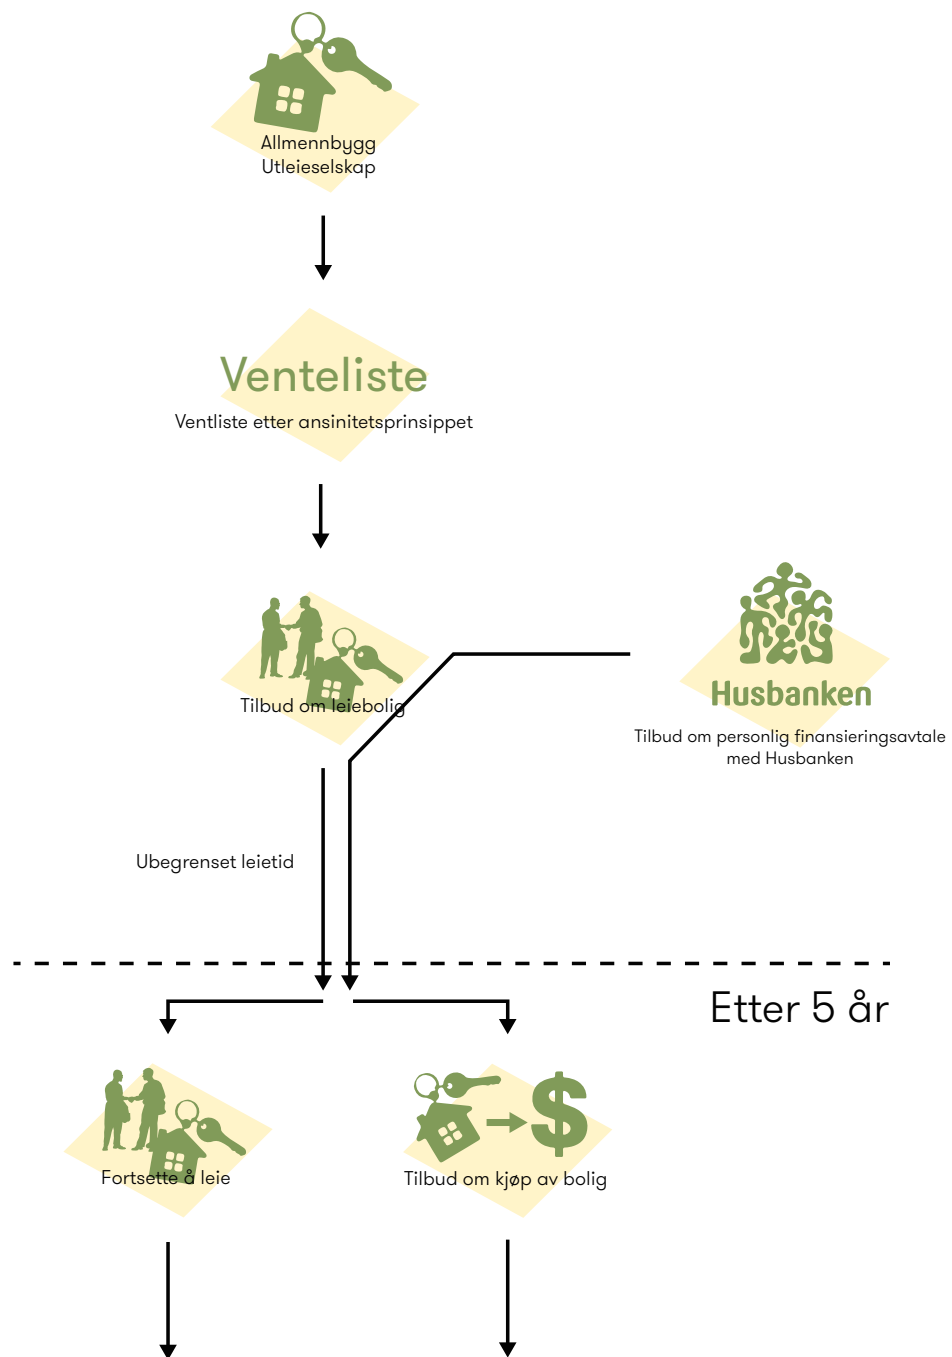 Allmennbygg
Utleieselskap
Venteliste
Ventliste etter ansinitetsprinsippet
Tilbud om leiebolig
Husbanken
Tilbud om personlig finansieringsavtale
med Husbanken
Ubegrenset leietid
Etter 5 år
Fortsette å leie
$
Tilbud om kjøp av bolig